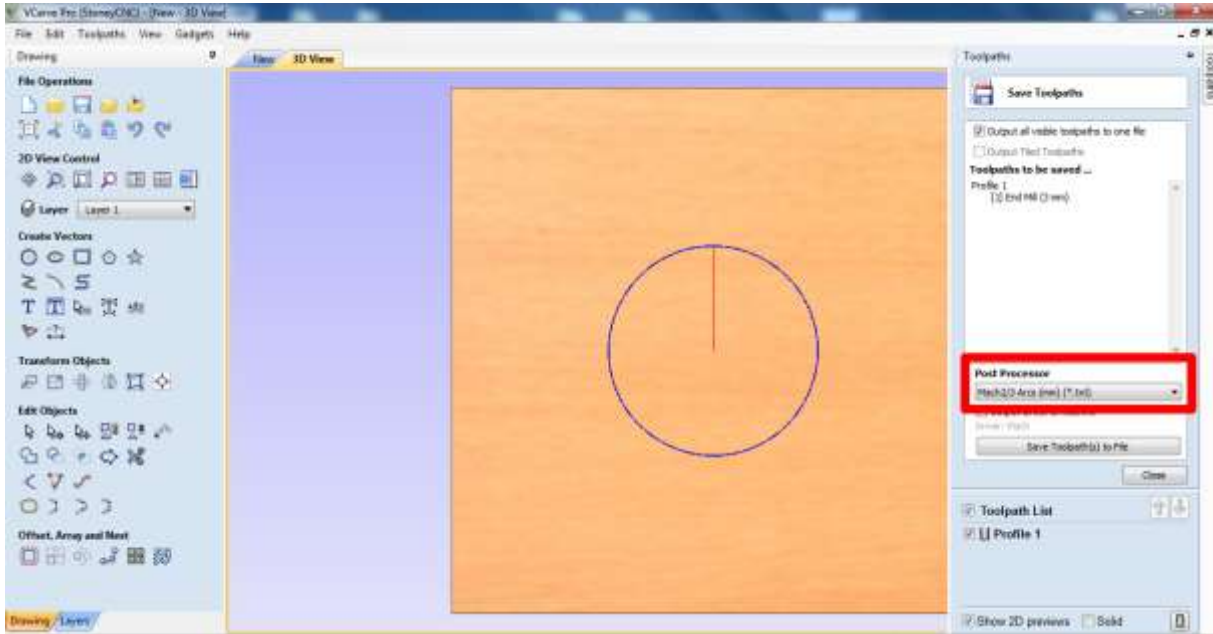 VCarve Pro (StoneyCNC) - [New - 3D View]
File Edit Toolpaths View Gadgets Help
Drawing
File Operations
2D View Control
Layer Layer 1
Create Vectors
Transform Objects
Edit Objects
Offset, Array and Nest
Drawing Layers
New 3D View
Toolpaths
Save Toolpaths
Output all visible toolpaths to one file
Output Tiled Toolpaths
Toolpaths to be saved ...
Profile 1
[1] End Mill (3 mm)
Post Processor
Mach2/3 Arcs (mm) (*.txt)
Save Toolpath(s) to File
Close
Toolpath List
Profile 1
Show 2D previews Solid
Toolpaths